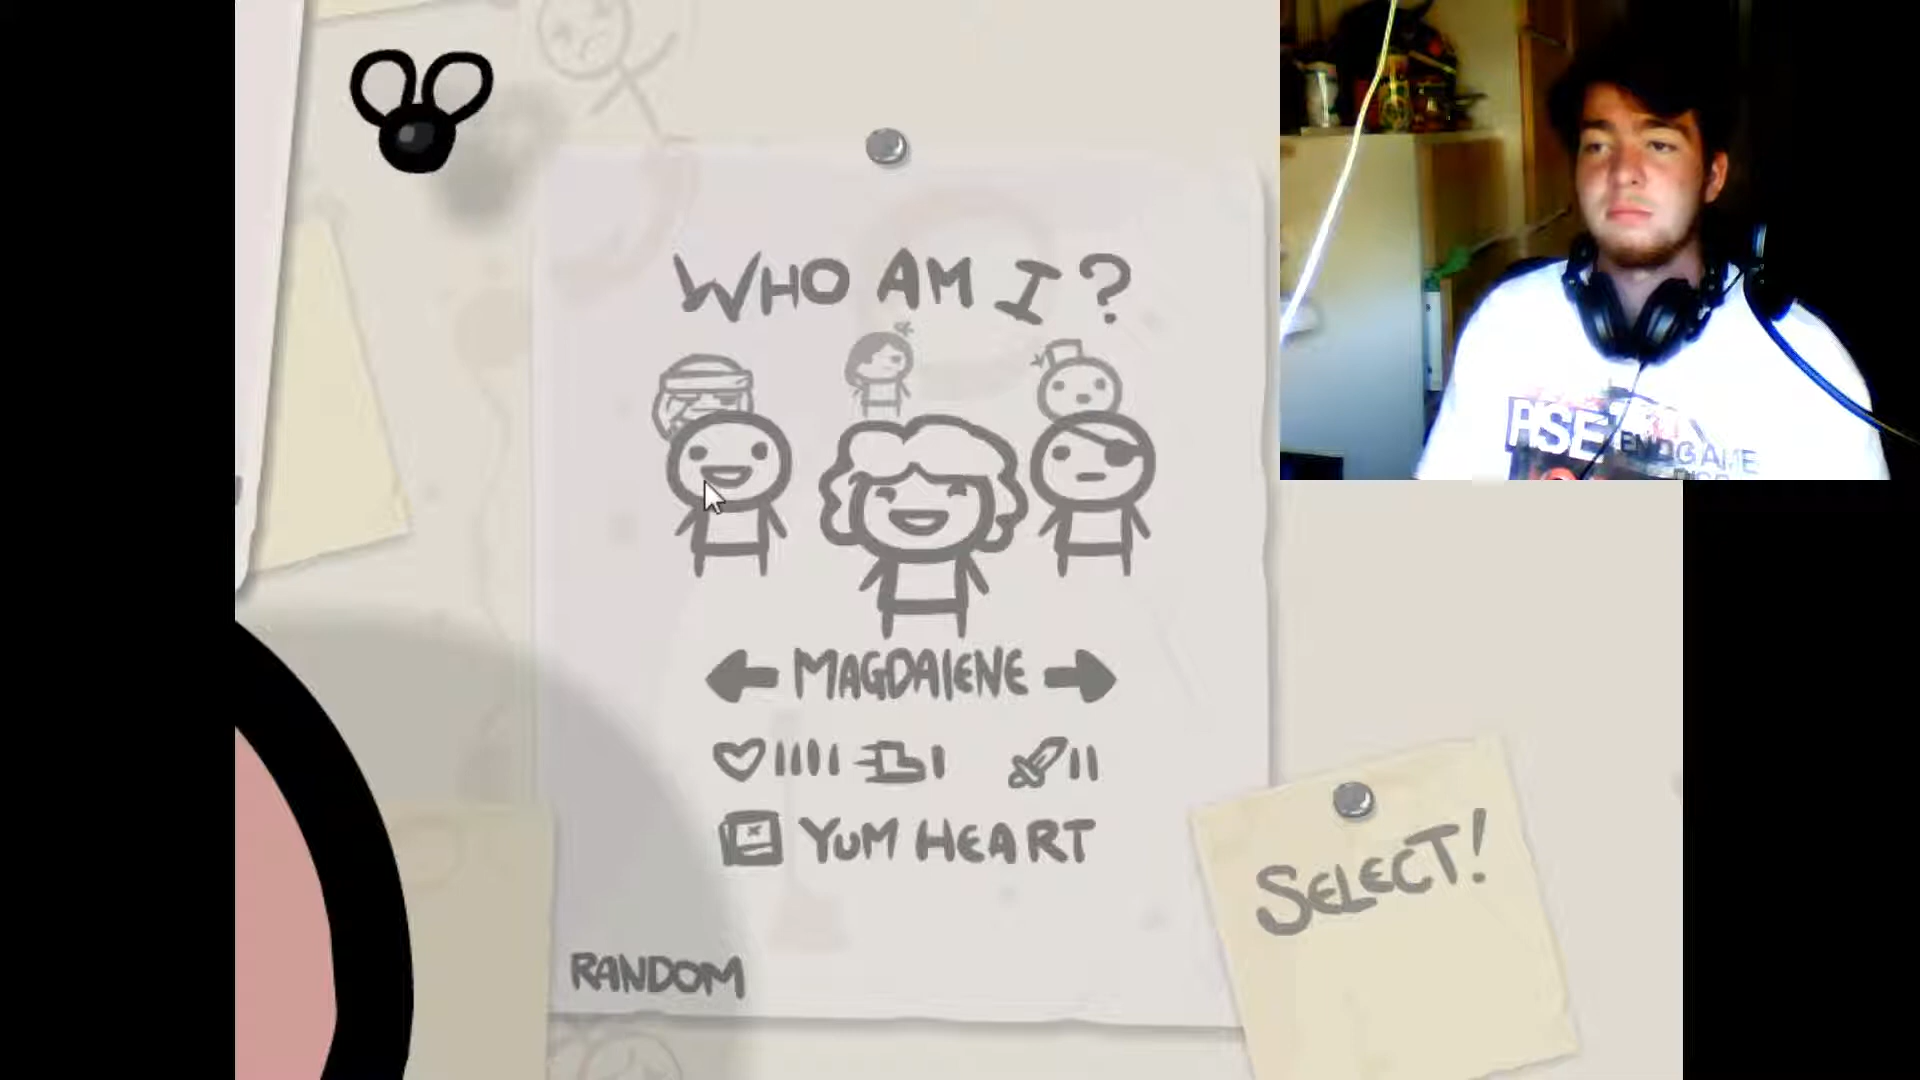 WHO AM I?
MAGDALENE
YUM HEART
RANDOM
SELECT!
ENDGAME